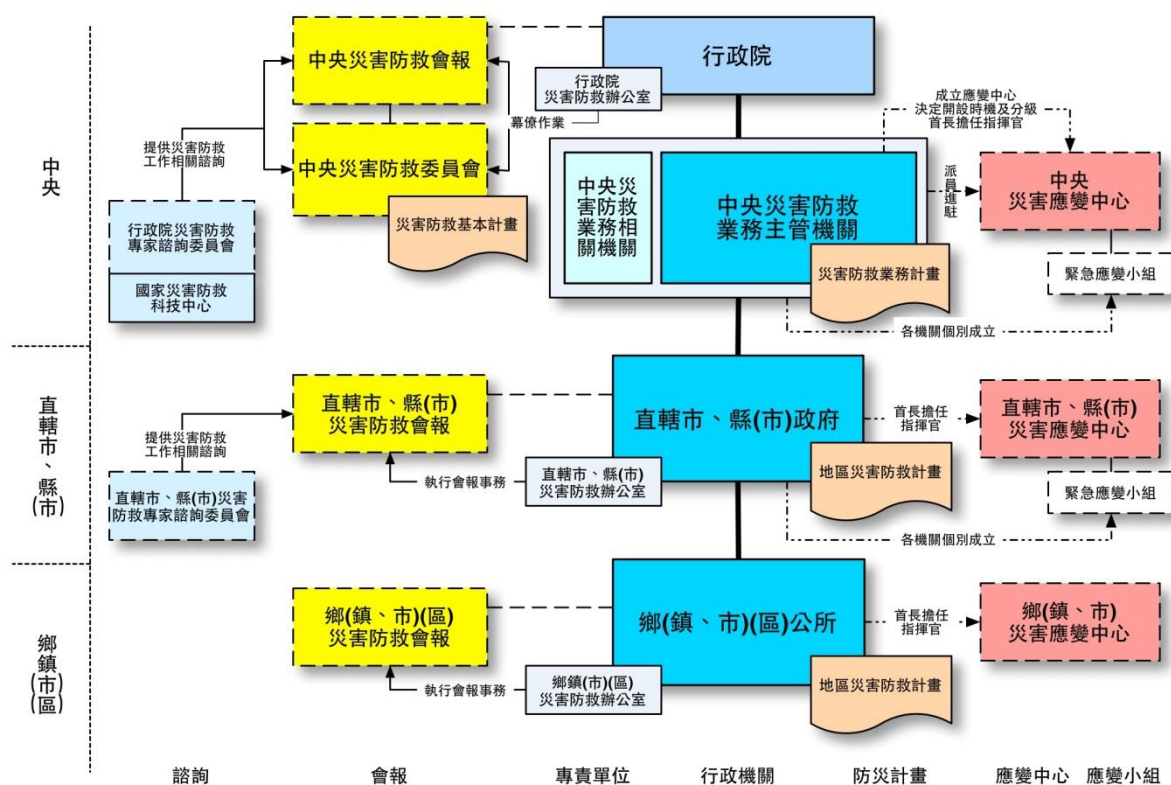 中央
中央災害防救會報
行政院
行政院
災害防救辦公室
幕僚作業
成立應變中心
決定開設時機及分級
首長擔任指揮官
提供災害防救
工作相關諮詢
中央災害防救委員會
災害防救基本計畫
中央災
害防救
業務相
關機關
中央災害防救
業務主管機關
災害防救業務計畫
派員進駐
中央
災害應變中心
緊急應變小組
各機關個別成立
行政院災害防救
專家諮詢委員會
國家災害防救
科技中心
直轄市、縣(市)
提供災害防救
工作相關諮詢
直轄市、縣(市)災害
防救專家諮詢委員會
直轄市、縣(市)
災害防救會報
執行會報事務
直轄市、縣(市)
災害防救辦公室
直轄市、縣(市)政府
地區災害防救計畫
首長擔任
指揮官
直轄市、縣(市)
災害應變中心
緊急應變小組
各機關個別成立
鄉鎮(市)(區)
鄉(鎮、市)(區)
災害防救會報
執行會報事務
鄉鎮(市)(區)
災害防救辦公室
鄉(鎮、市)(區)公所
地區災害防救計畫
首長擔任
指揮官
鄉(鎮、市)
災害應變中心
諮詢 會報 專責單位 行政機關 防災計畫 應變中心 應變小組